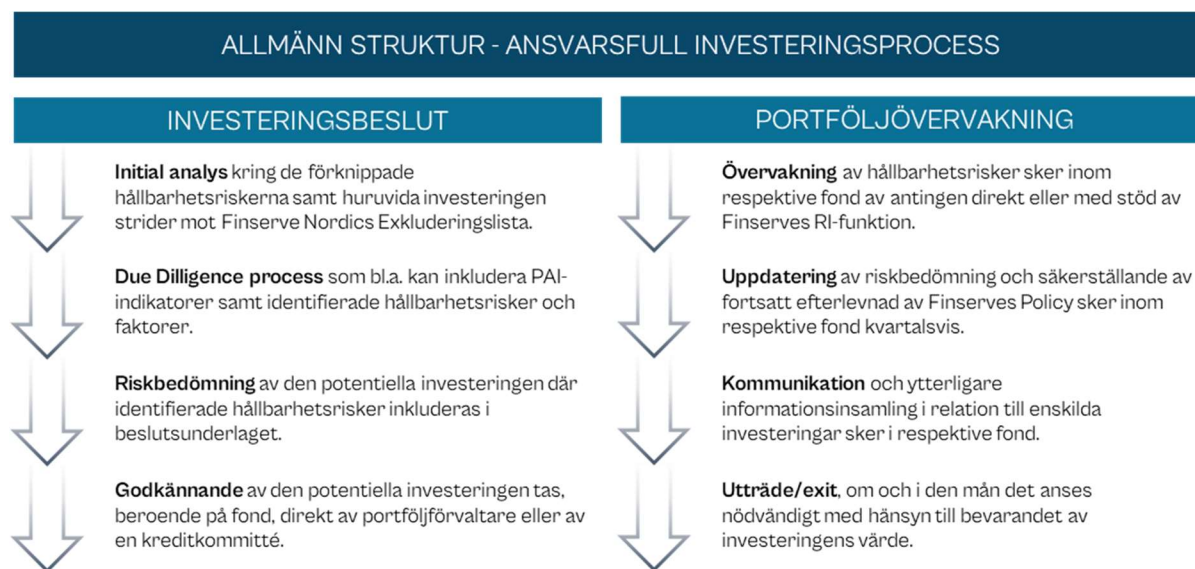 ALLMÄNN STRUKTUR - ANSVARSFULL INVESTERINGSPROCESS
INVESTERINGSBESLUT
Initial analys kring de förknippade
hållbarhetsriskerna samt huruvida investeringen
strider mot Finserve Nordics Exkluderingslista.
Due Dilligence process som bl.a. kan inkludera PAI-
indikatorer samt identifierade hållbarhetsrisker och
faktorer.
Riskbedömning av den potentiella investeringen där
identifierade hållbarhetsrisker inkluderas i
beslutsunderlaget.
Godkännande av den potentiella investeringen tas,
beroende på fond, direkt av portföljförvaltare eller av
en kreditkommitté.
PORTFÖLJÖVERVAKNING
Övervakning av hållbarhetsrisker sker inom
respektive fond av antingen direkt eller med stöd av
Finserves RI-funktion.
Uppdatering av riskbedömning och säkerställande av
fortsatt efterlevnad av Finserves Policy sker inom
respektive fond kvartalsvis.
Kommunikation och ytterligare
informationsinsamling i relation till enskilda
investeringar sker i respektive fond.
Utträde/exit, om och i den mån det anses
nödvändigt med hänsyn till bevarandet av
investeringens värde.